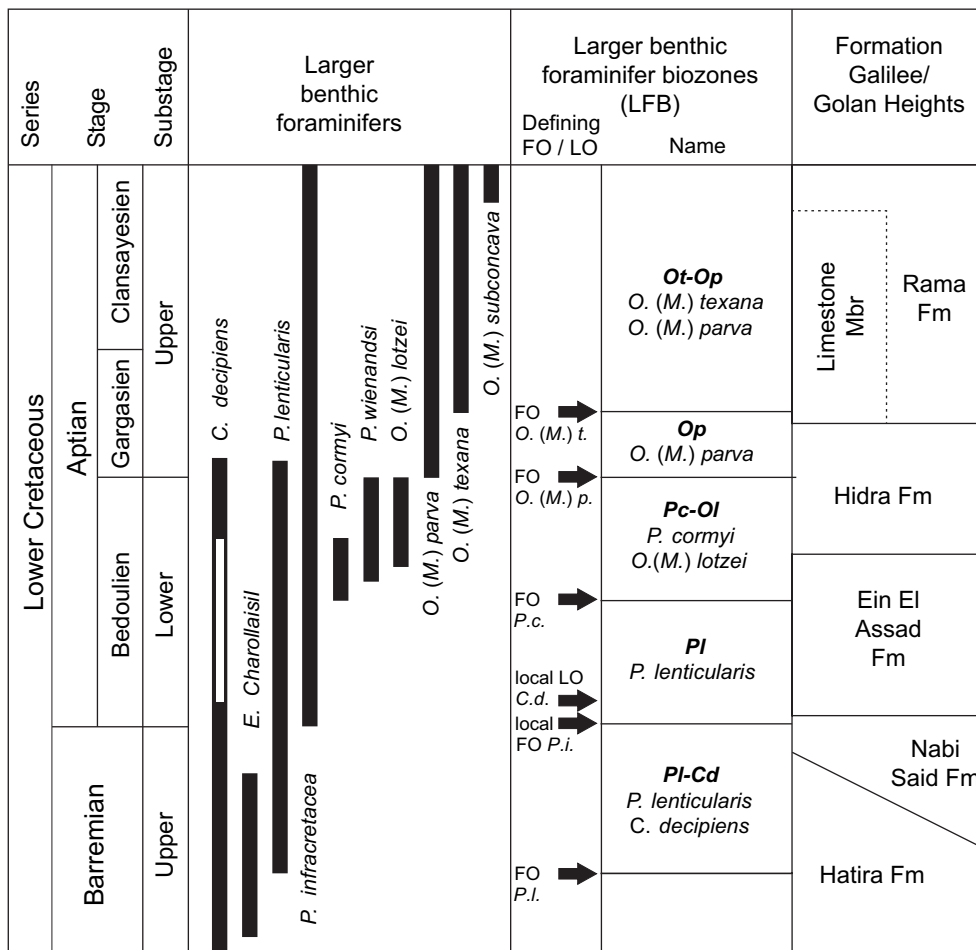 Series
Stage
Substage
Larger
benthic
foraminifers
Larger benthic
foraminifer biozones
(LFB)
Defining
FO / LO
Name
Formation
Galilee/
Golan Heights
Lower Cretaceous
Aptian
Barremian
Clansayesien
Gargasien
Bedoulien
Upper
Lower
Upper
C. decipiens
E. Charollaisil
P. lenticularis
P. infracretacea
P. cormyi
P. wienandsi
O. (M.) lotzei
O. (M.) parva
O. (M.) texana
O. (M.) subconcava
FO
O. (M.) t.
FO
O. (M.) p.
FO
P.c.
local LO
C.d.
local
FO P.i.
FO
P.l.
Ot-Op
O. (M.) texana
O. (M.) parva
Op
O. (M.) parva
Pc-Ol
P. cormyi
O.(M.) lotzei
Pl
P. lenticularis
Pl-Cd
P. lenticularis
C. decipiens
Limestone
Mbr
Rama
Fm
Hidra Fm
Ein El
Assad
Fm
Nabi
Said Fm
Hatira Fm